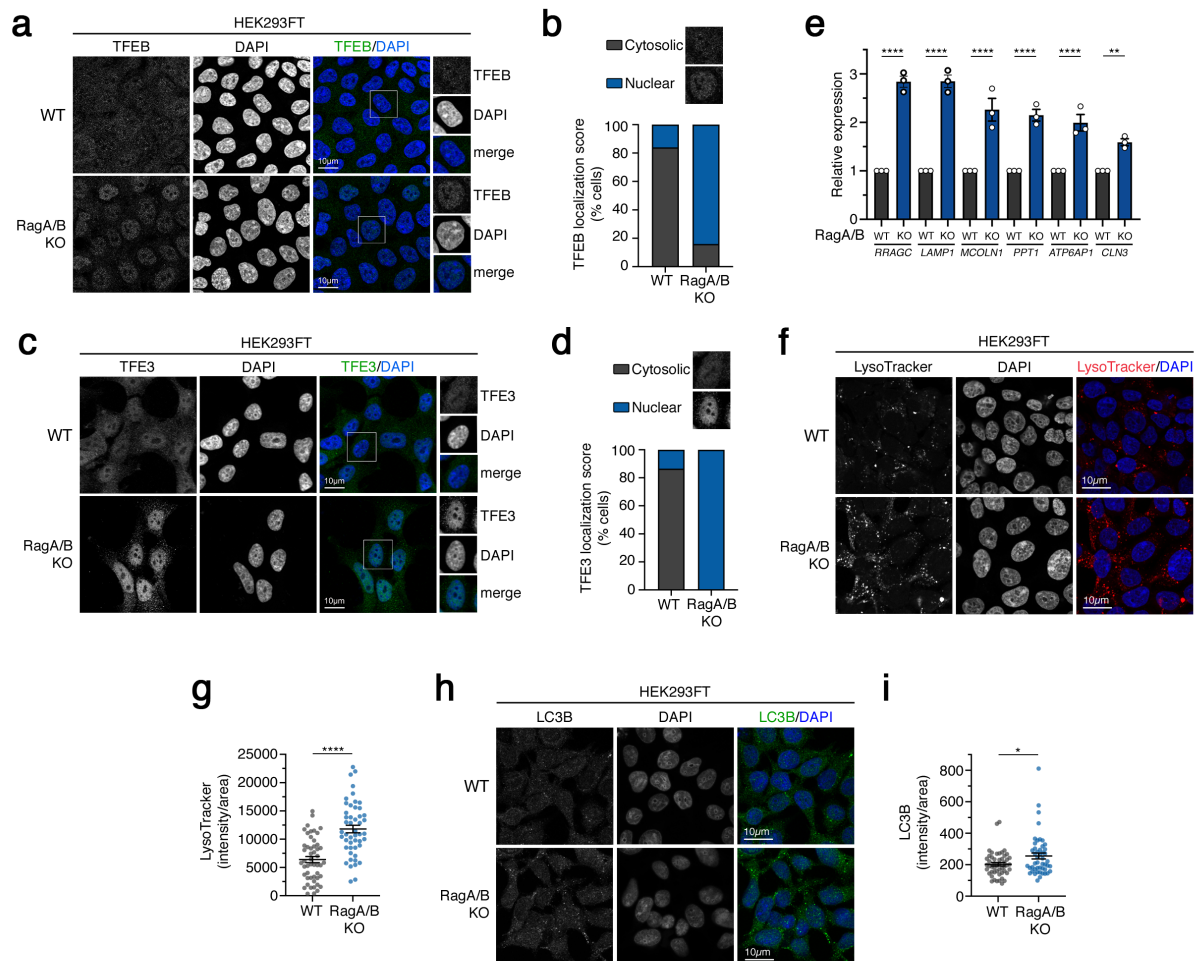 a
HEK293FT
TFEB
DAPI
TFEB/DAPI
WT
TFEB
DAPI
merge
10µm
RagA/B
KO
TFEB
DAPI
merge
10µm
b
Cytosolic
Nuclear
TFEB localization score
(% cells)
100
80
60
40
20
0
WT
RagA/B
KO
e
Relative expression
3
2
1
0
**** **** **** **** **** **
RagA/B
WT KO WT KO WT KO WT KO WT KO WT KO
RRAGC LAMP1 MCOLN1 PPT1 ATP6AP1 CLN3
c
HEK293FT
TFE3
DAPI
TFE3/DAPI
WT
TFE3
DAPI
merge
10µm
RagA/B
KO
TFE3
DAPI
merge
10µm
d
Cytosolic
Nuclear
TFE3 localization score
(% cells)
100
80
60
40
20
0
WT
RagA/B
KO
f
HEK293FT
LysoTracker
DAPI
LysoTracker/DAPI
WT
10µm
RagA/B
KO
10µm
g
LysoTracker
(intensity/area)
25000
20000
15000
10000
5000
0
****
WT
RagA/B
KO
h
HEK293FT
LC3B
DAPI
LC3B/DAPI
WT
10µm
RagA/B
KO
10µm
i
LC3B
(intensity/area)
800
600
400
200
0
*
WT
RagA/B
KO